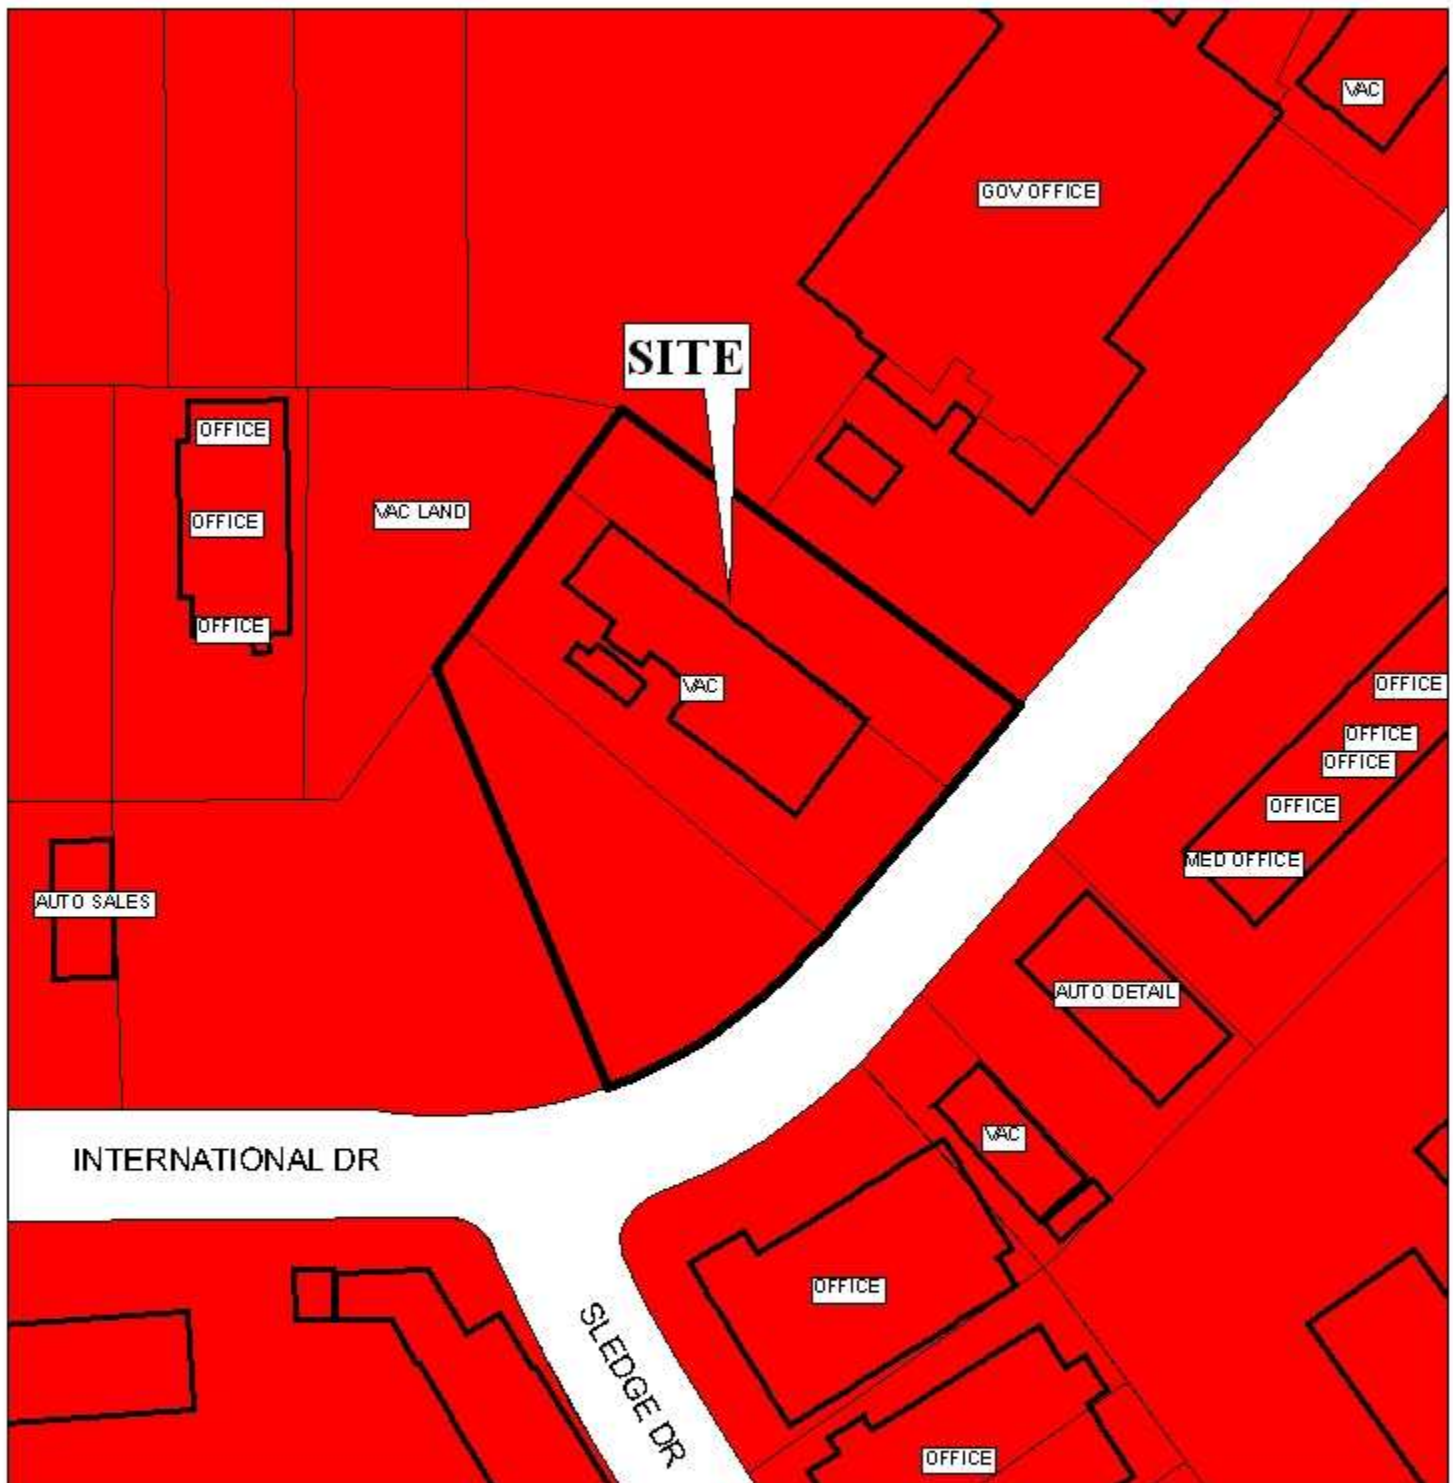 VAC
GOV OFFICE
SITE
OFFICE
VAC LAND
OFFICE
OFFICE
VAC
OFFICE
OFFICE
OFFICE
OFFICE
MED OFFICE
AUTO SALES
AUTO DETAIL
VAC
INTERNATIONAL DR
OFFICE
SLEDGE DR
OFFICE